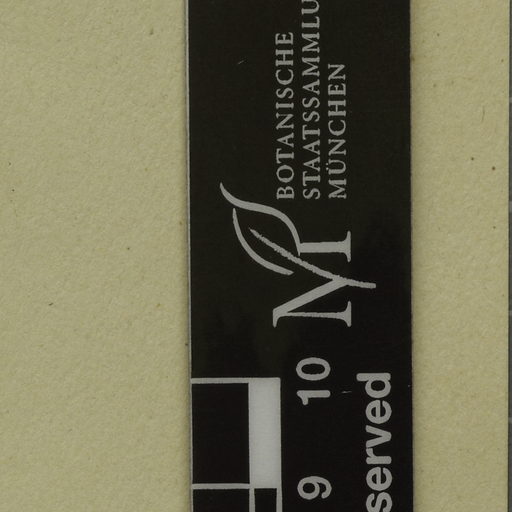 BOTANISCHE
STAATSSAMMLU
MÜNCHEN
M
9 10
served